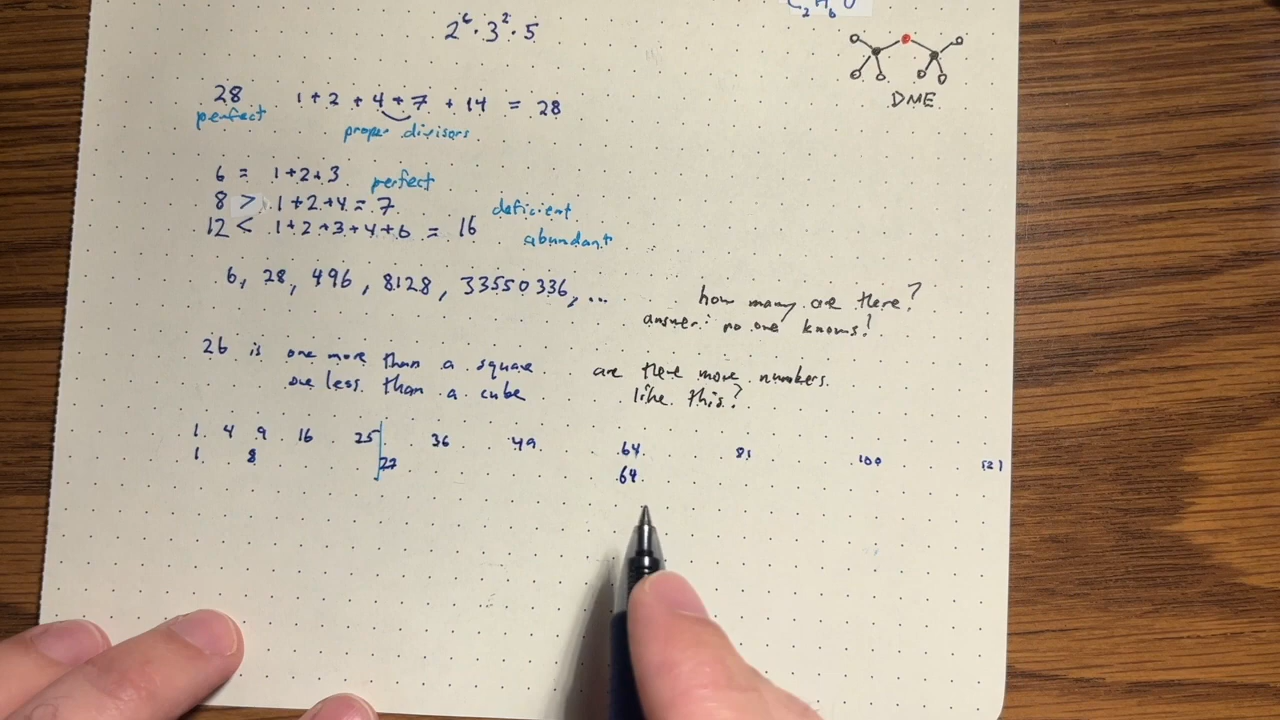 C₂H₆O
2⁶·3²·5
DME
28 1+2+4+7+14 = 28
perfect
proper divisors
6 = 1+2+3 perfect
8 > 1+2+4=7 deficient
12 < 1+2+3+4+6 = 16 abundant
6, 28, 496, 8128, 33550336, ...
how many are there?
answer: no one knows!
26 is one more than a square
one less than a cube
are there more numbers
like this?
1 4 9 16 25 36 49 64 81 100 121
1 8 27 64